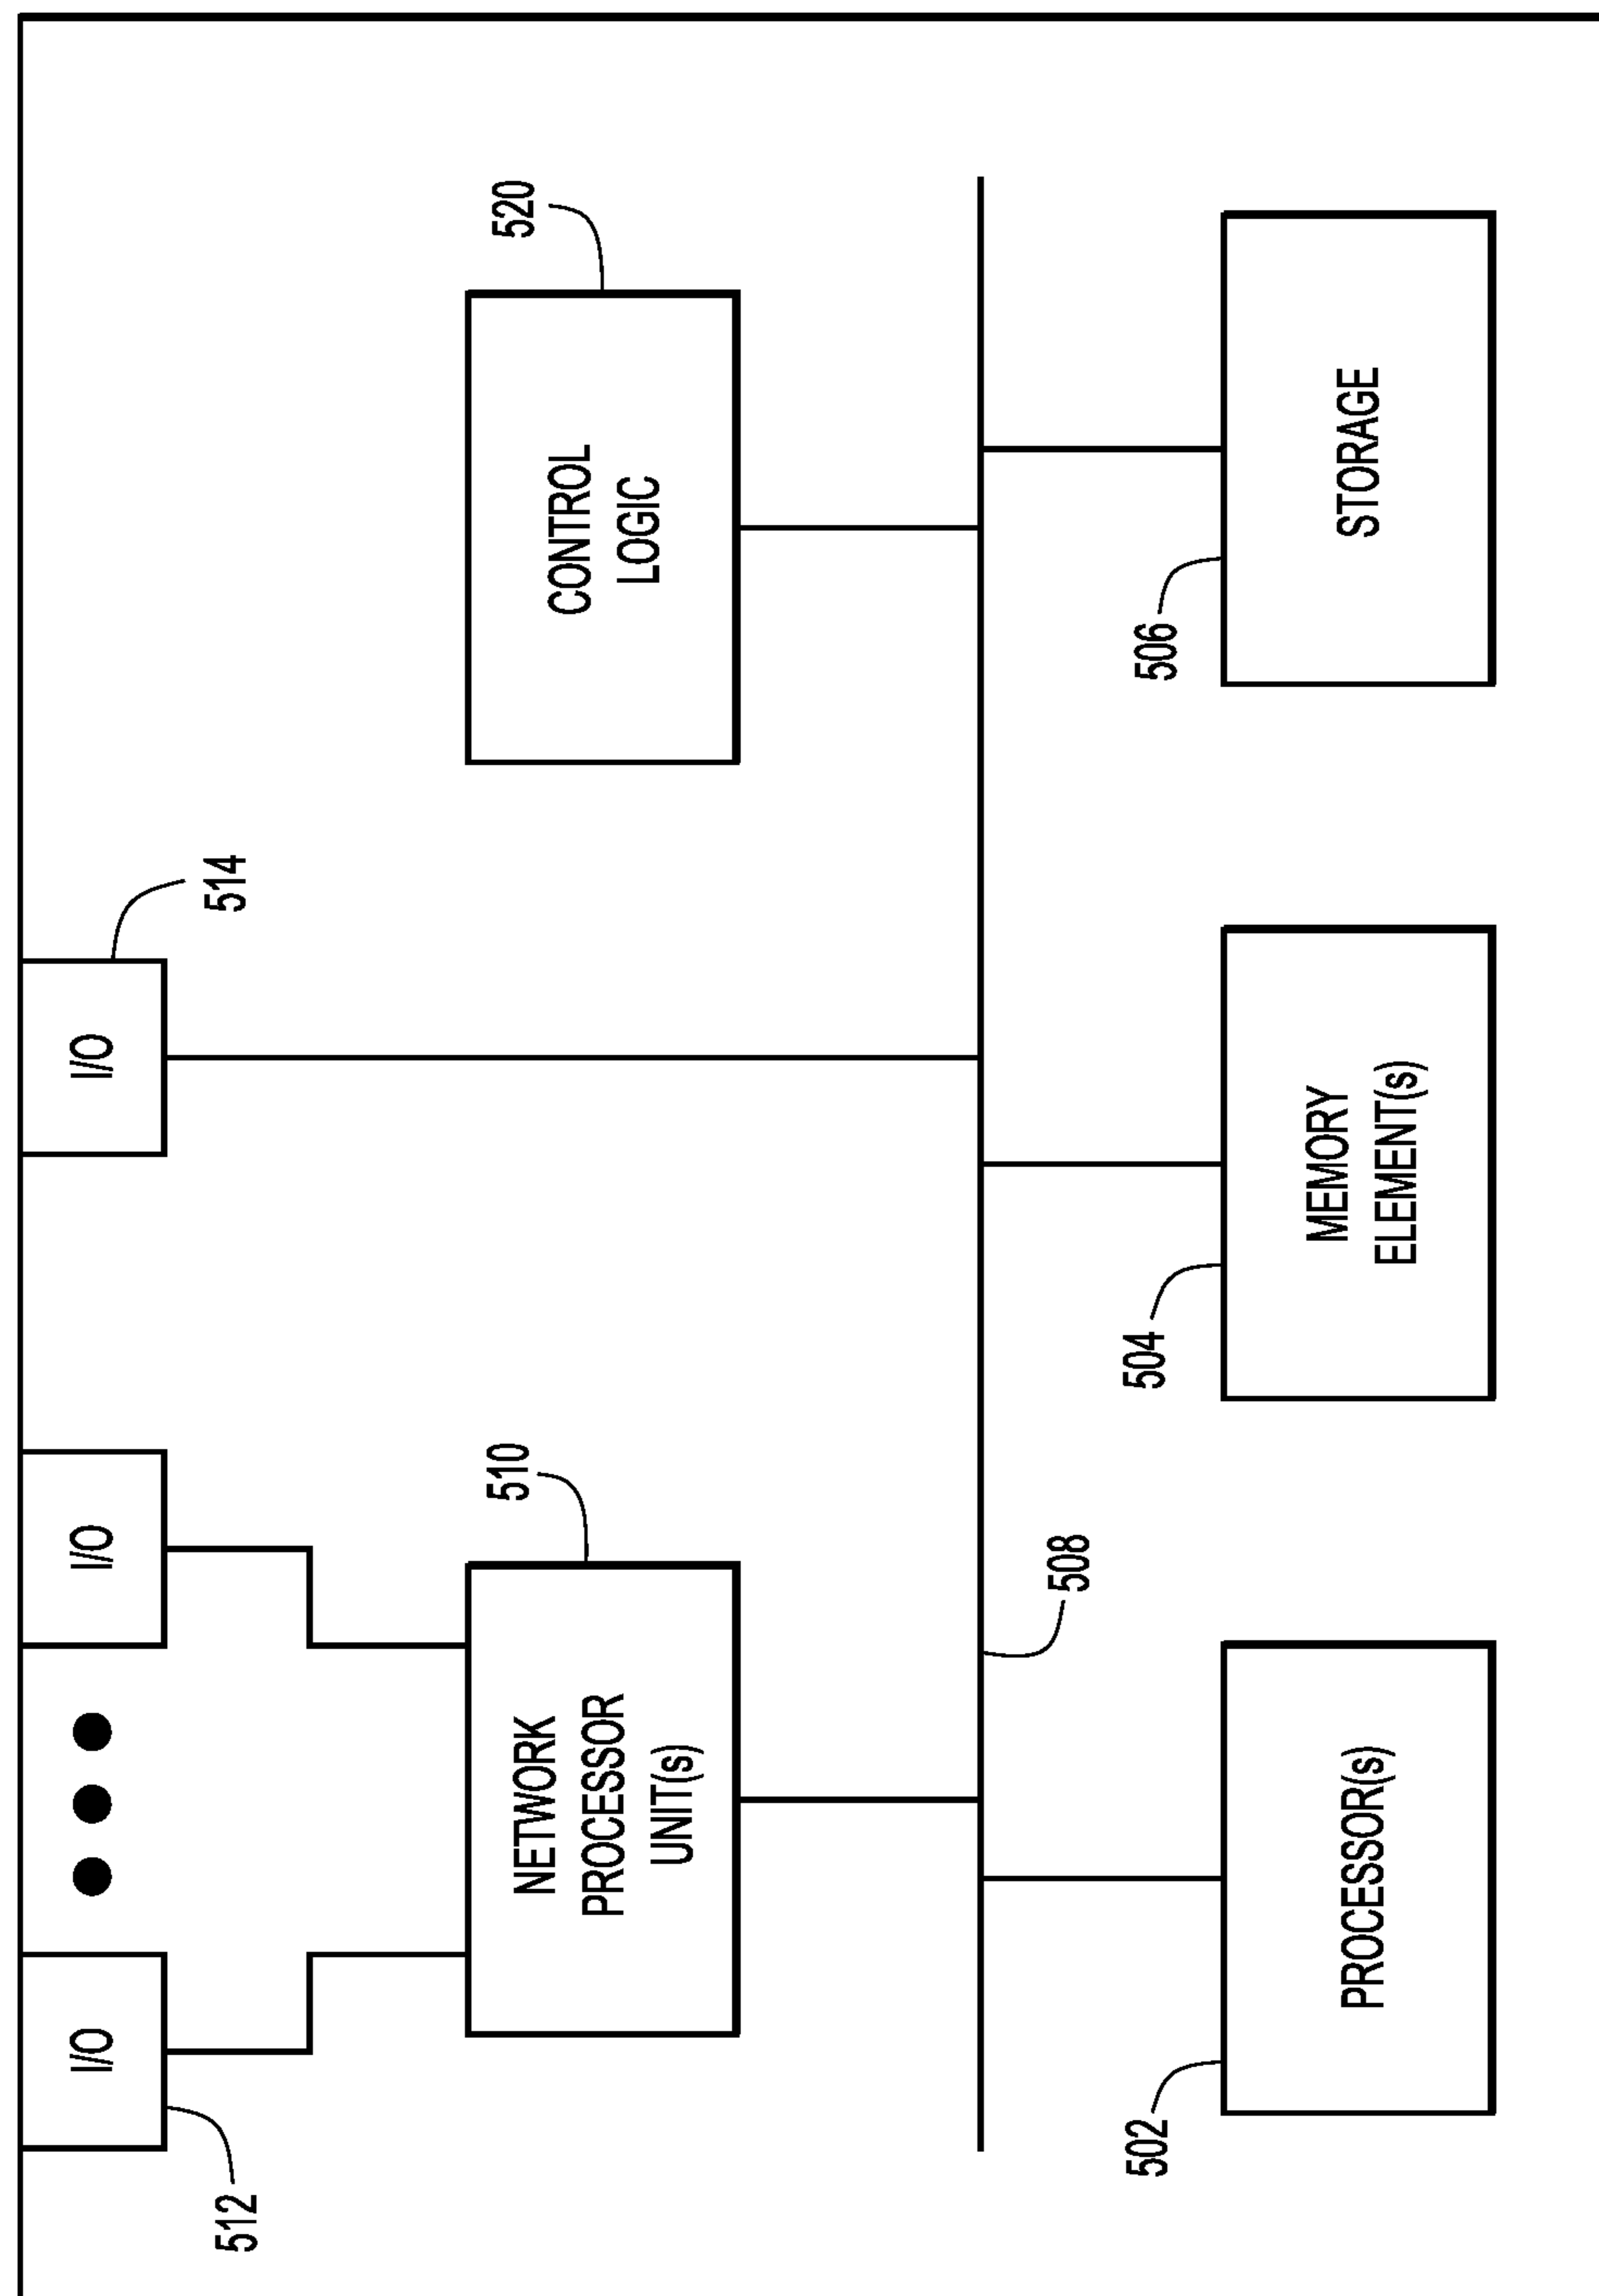 I/O
I/O
I/O
512
514
NETWORK
PROCESSOR
UNIT(s)
510
CONTROL
LOGIC
520
508
502
PROCESSOR(s)
504
MEMORY
ELEMENT(s)
506
STORAGE